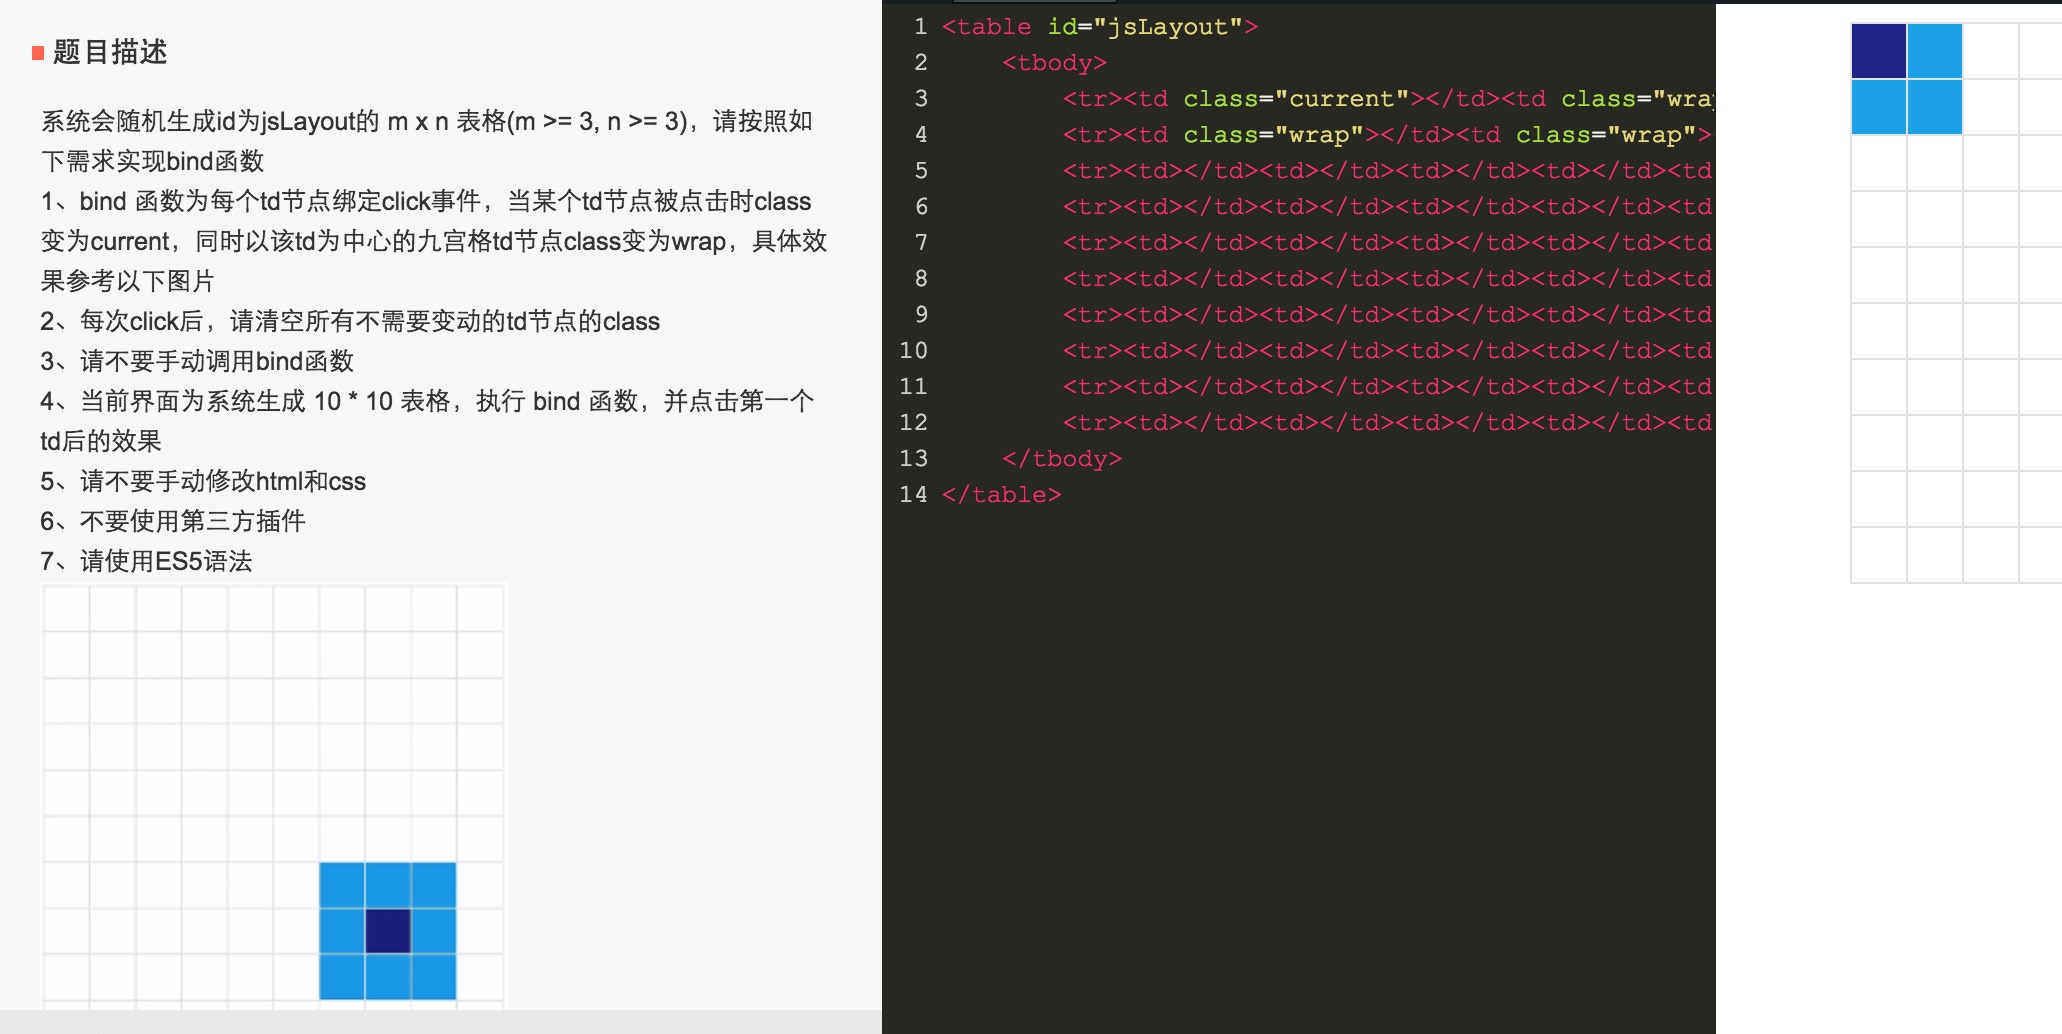 题目描述
系统会随机生成id为jsLayout的 m x n 表格(m >= 3, n >= 3)，请按照如
下需求实现bind函数
1、bind 函数为每个td节点绑定click事件，当某个td节点被点击时class
变为current，同时以该td为中心的九宫格td节点class变为wrap，具体效
果参考以下图片
2、每次click后，请清空所有不需要变动的td节点的class
3、请不要手动调用bind函数
4、当前界面为系统生成 10 * 10 表格，执行 bind 函数，并点击第一个
td后的效果
5、请不要手动修改html和css
6、不要使用第三方插件
7、请使用ES5语法
1 <table id="jsLayout">
2 <tbody>
3 <tr><td class="current"></td><td class="wra
4 <tr><td class="wrap"></td><td class="wrap">
5 <tr><td></td><td></td><td></td><td></td><td
6 <tr><td></td><td></td><td></td><td></td><td
7 <tr><td></td><td></td><td></td><td></td><td
8 <tr><td></td><td></td><td></td><td></td><td
9 <tr><td></td><td></td><td></td><td></td><td
10 <tr><td></td><td></td><td></td><td></td><td
11 <tr><td></td><td></td><td></td><td></td><td
12 <tr><td></td><td></td><td></td><td></td><td
13 </tbody>
14 </table>